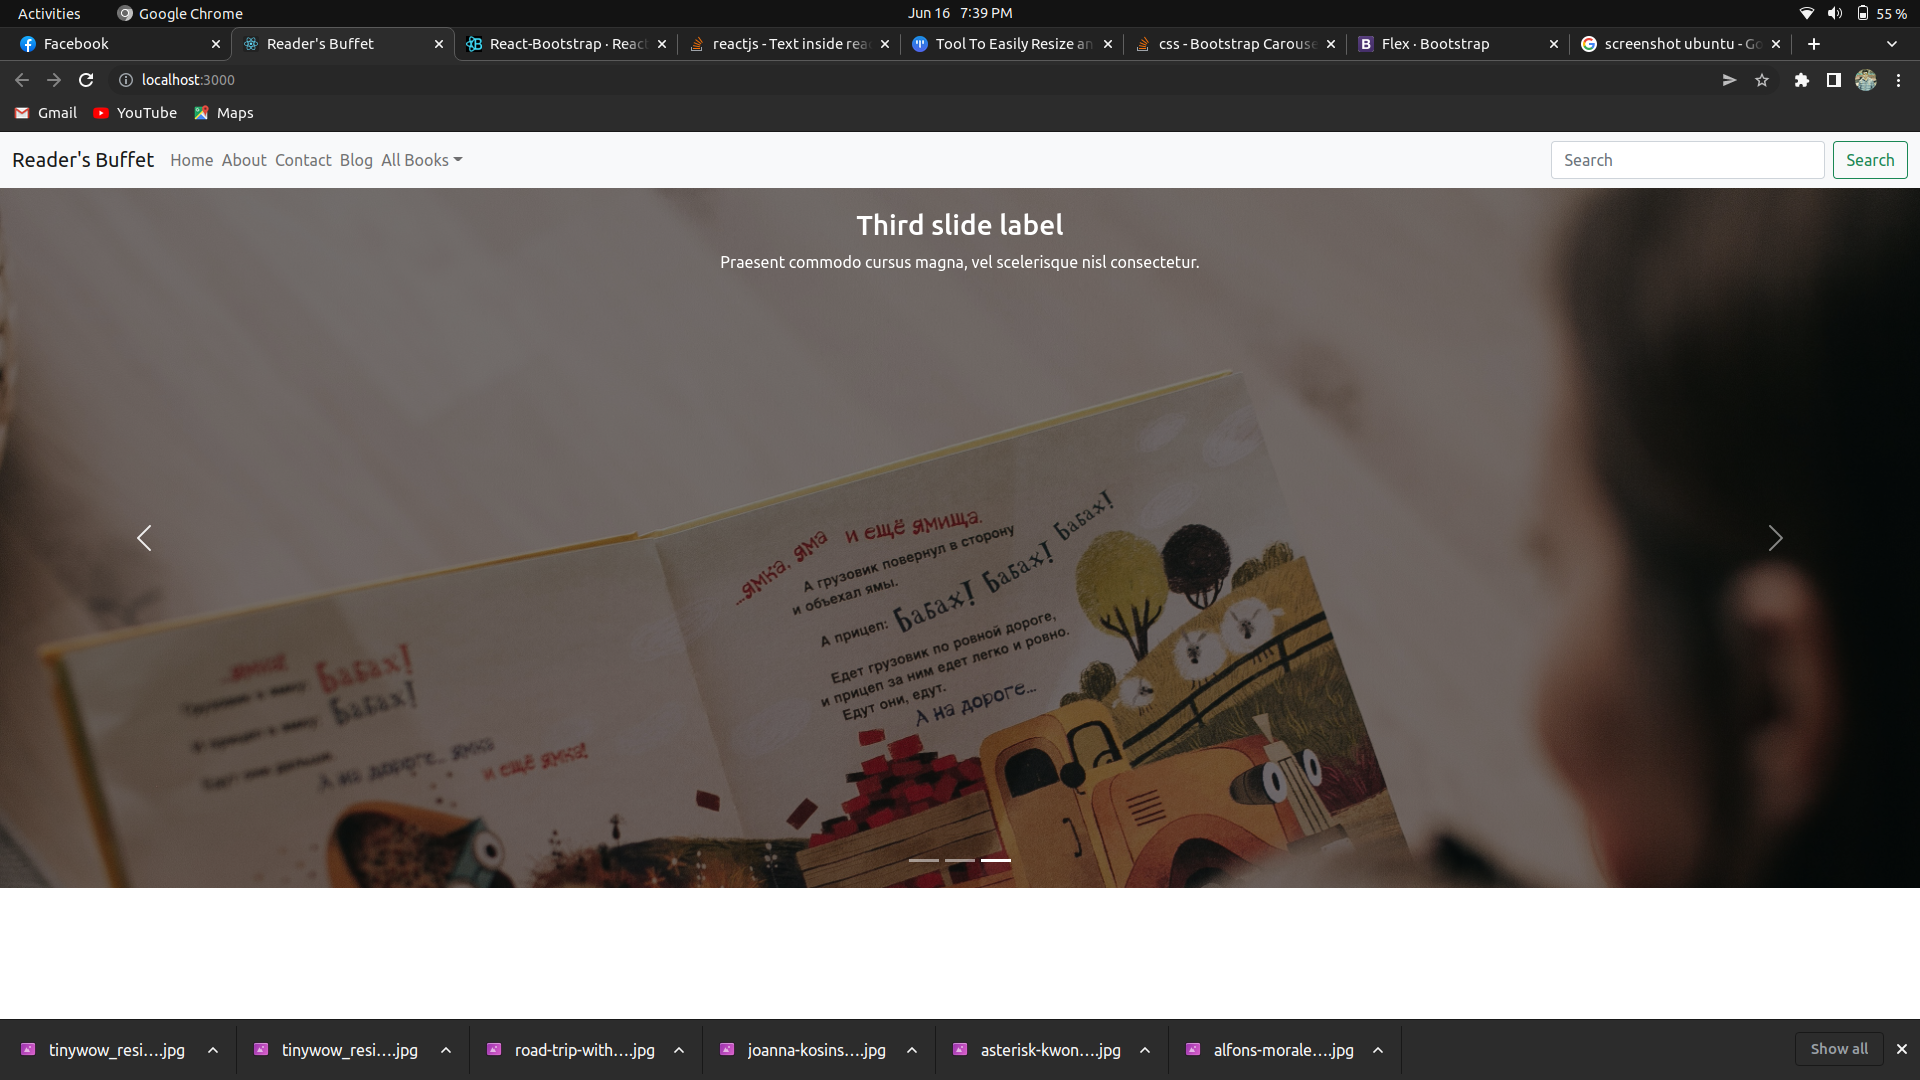 Activities Google Chrome Jun 16 7:39 PM 55 %
Facebook Reader's Buffet React-Bootstrap · Reac reactjs - Text inside rea Tool To Easily Resize an css - Bootstrap Carouse Flex · Bootstrap screenshot ubuntu - Go
localhost:3000
Gmail YouTube Maps
Reader's Buffet Home About Contact Blog All Books Search Search
Third slide label
Praesent commodo cursus magna, vel scelerisque nisl consectetur.
...ямка, яма и ещё ямища.
А грузовик повернул в сторону
и объехал ямы.
А прицеп: Бабах! Бабах! Бабах!
Едет грузовик по ровной дороге,
и прицеп за ним едет легко и ровно.
Едут они, едут.
А на дороге...
Бабах!
Бабах!
А на дороге... ямка
и ещё ямка!
tinywow_resi....jpg tinywow_resi....jpg road-trip-with....jpg joanna-kosins....jpg asterisk-kwon....jpg alfons-morale....jpg Show all